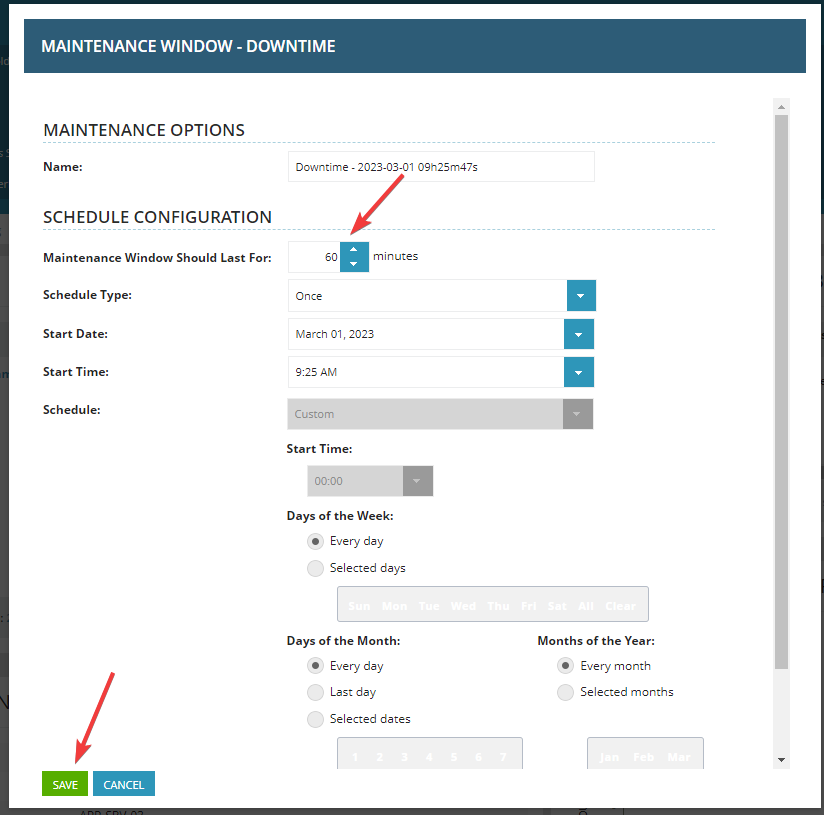 MAINTENANCE WINDOW - DOWNTIME
MAINTENANCE OPTIONS
Name: Downtime - 2023-03-01 09h25m47s
SCHEDULE CONFIGURATION
Maintenance Window Should Last For: 60 minutes
Schedule Type: Once
Start Date: March 01, 2023
Start Time: 9:25 AM
Schedule: Custom
Start Time:
00:00
Days of the Week:
Every day
Selected days
Sun Mon Tue Wed Thu Fri Sat All Clear
Days of the Month: Months of the Year:
Every day Every month
Last day Selected months
Selected dates
1 2 3 4 5 6 7 Jan Feb Mar
SAVE CANCEL